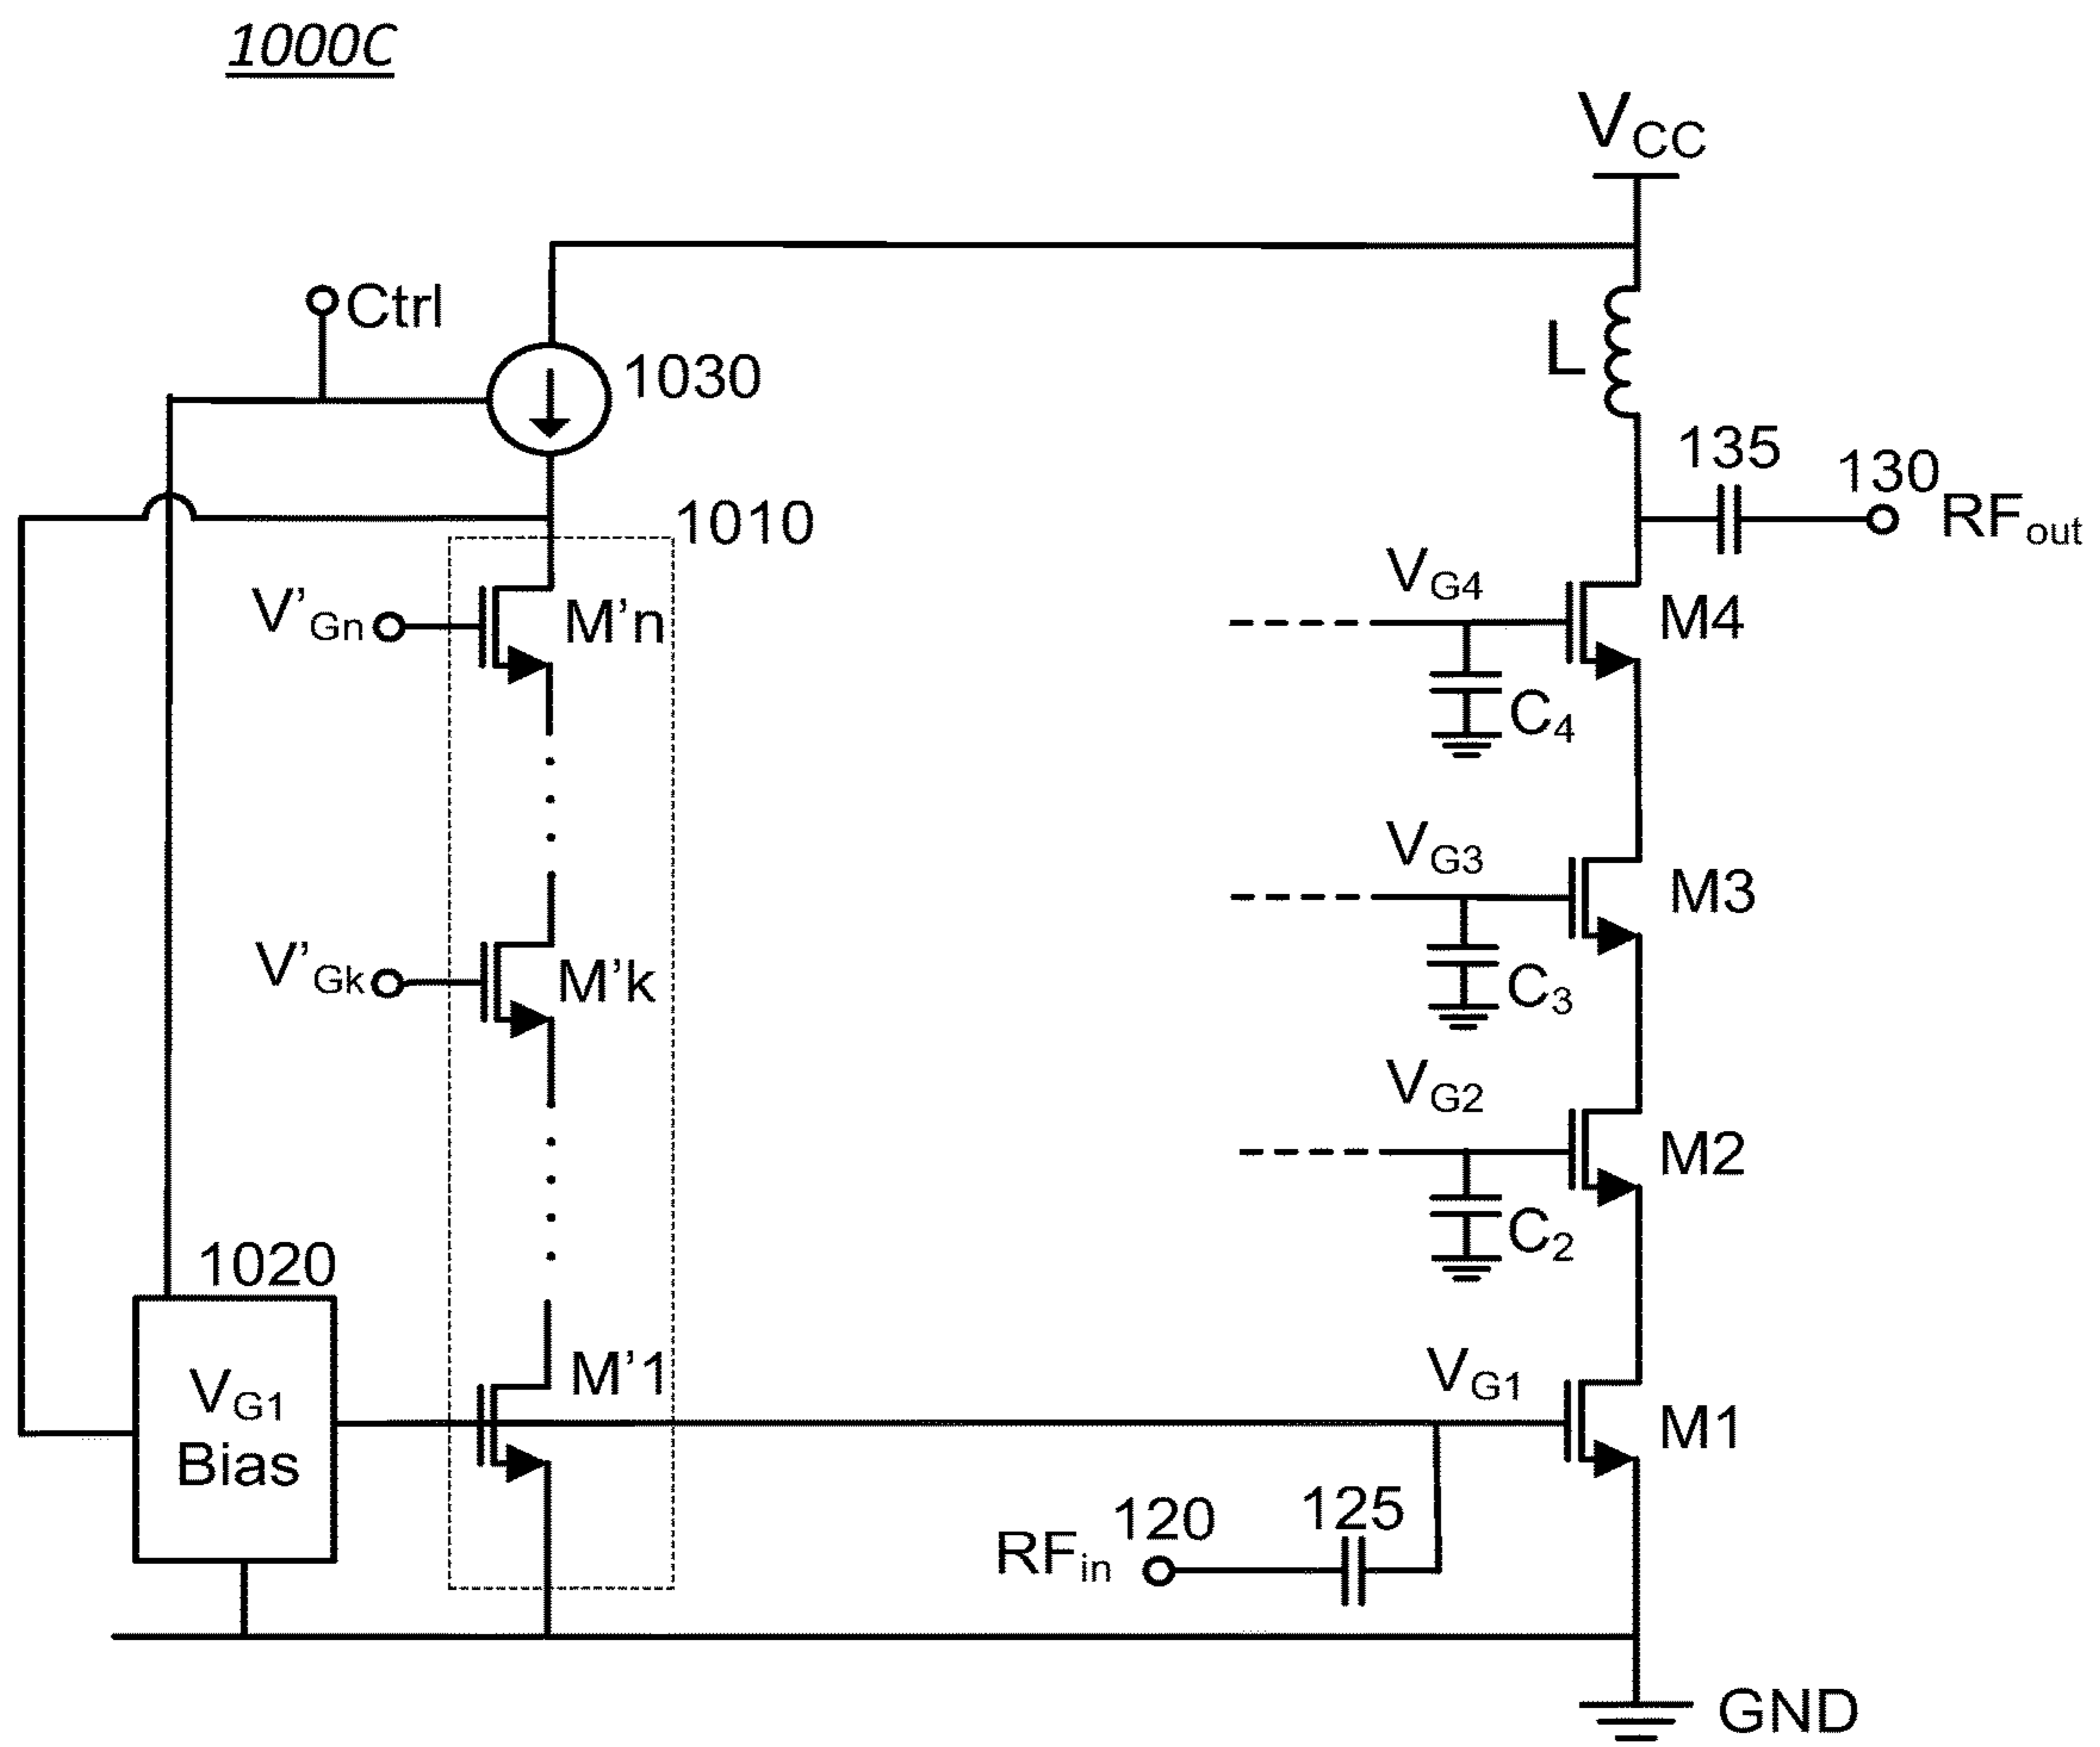 1000C
VCC
Ctrl
1030
L
135
130
RFout
1010
V'Gn
M'n
VG4
M4
C4
VG3
M3
V'Gk
M'k
C3
VG2
M2
C2
1020
VG1
Bias
M'1
VG1
M1
RFin
120
125
GND